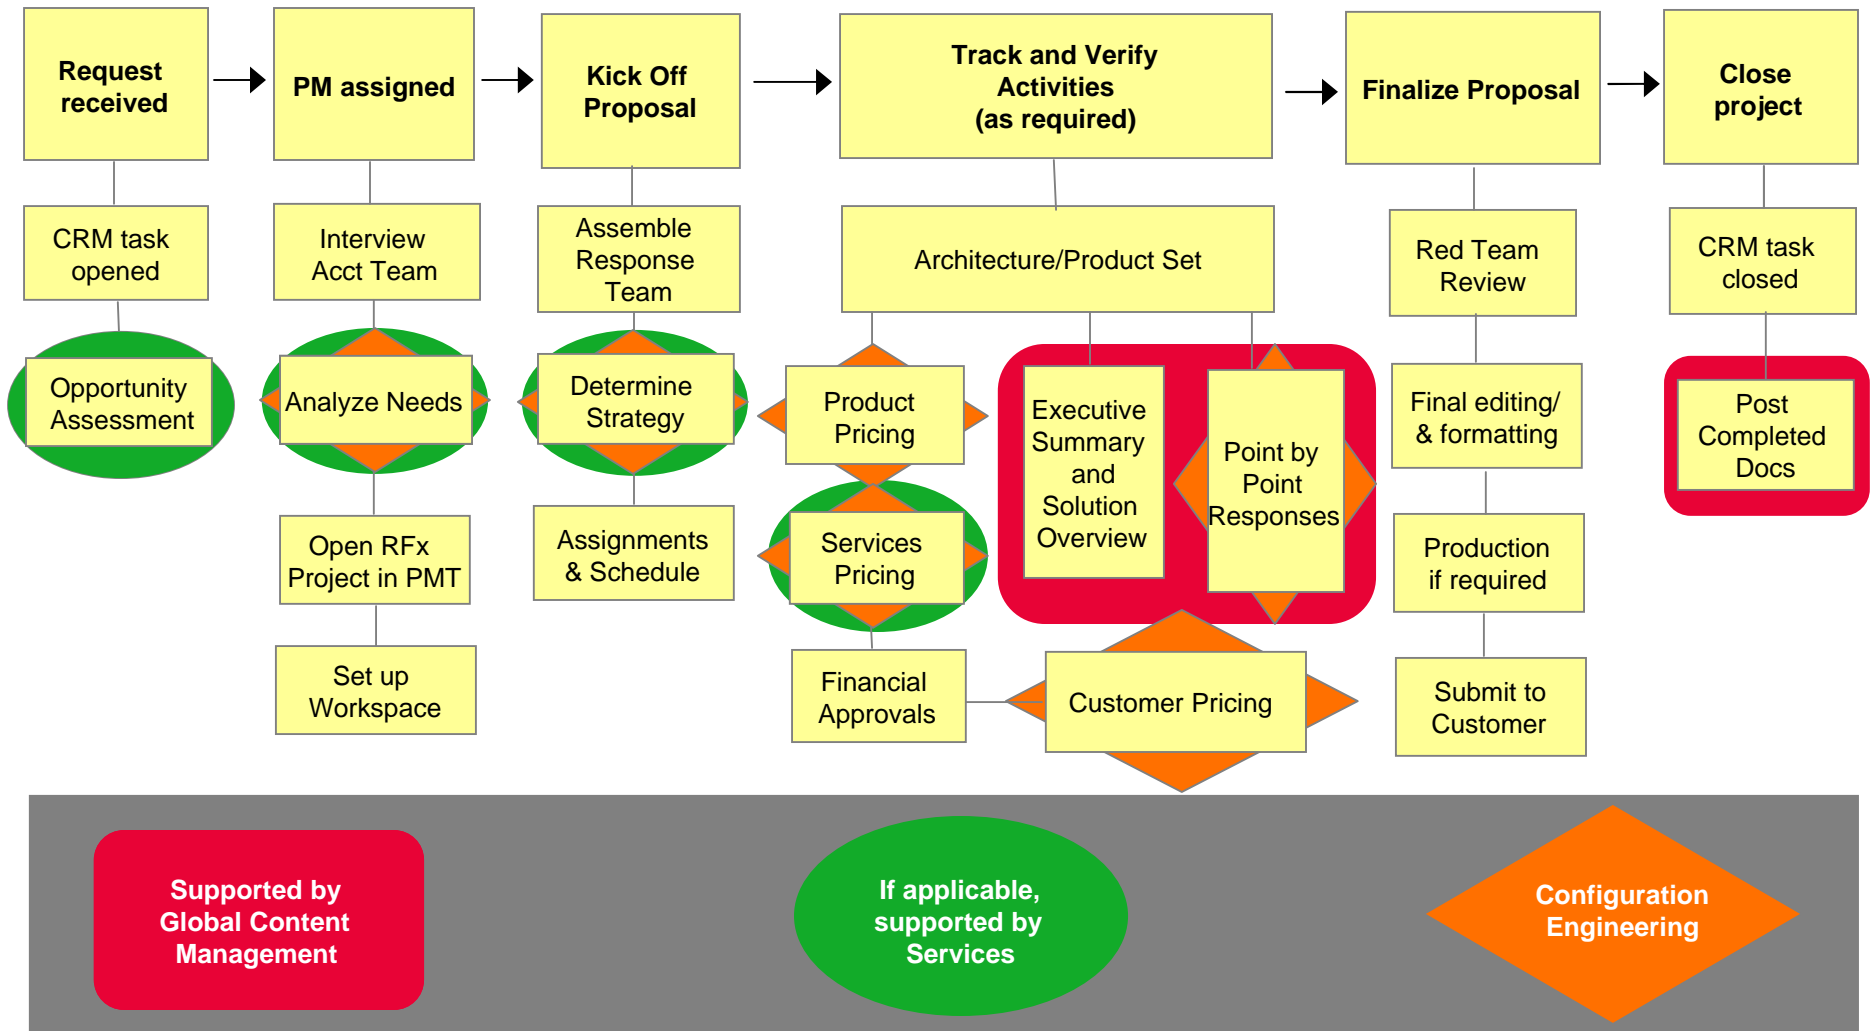 Request
received
PM assigned
Kick Off
Proposal
Track and Verify
Activities
(as required)
Finalize Proposal
Close
project
CRM task
opened
Opportunity
Assessment
Interview
Acct Team
Analyze Needs
Open RFx
Project in PMT
Set up
Workspace
Assemble
Response
Team
Determine
Strategy
Assignments
& Schedule
Architecture/Product Set
Product
Pricing
Services
Pricing
Financial
Approvals
Executive
Summary
and
Solution
Overview
Point by
Point
Responses
Customer Pricing
Red Team
Review
Final editing/
& formatting
Production
if required
Submit to
Customer
CRM task
closed
Post
Completed
Docs
Supported by
Global Content
Management
If applicable,
supported by
Services
Configuration
Engineering